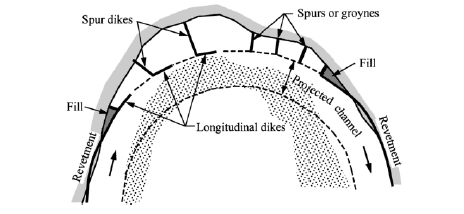 Spurs or groynes
Spur dikes
Fill
Projected channel
Fill
Longitudinal dikes
Revetment
Revetment